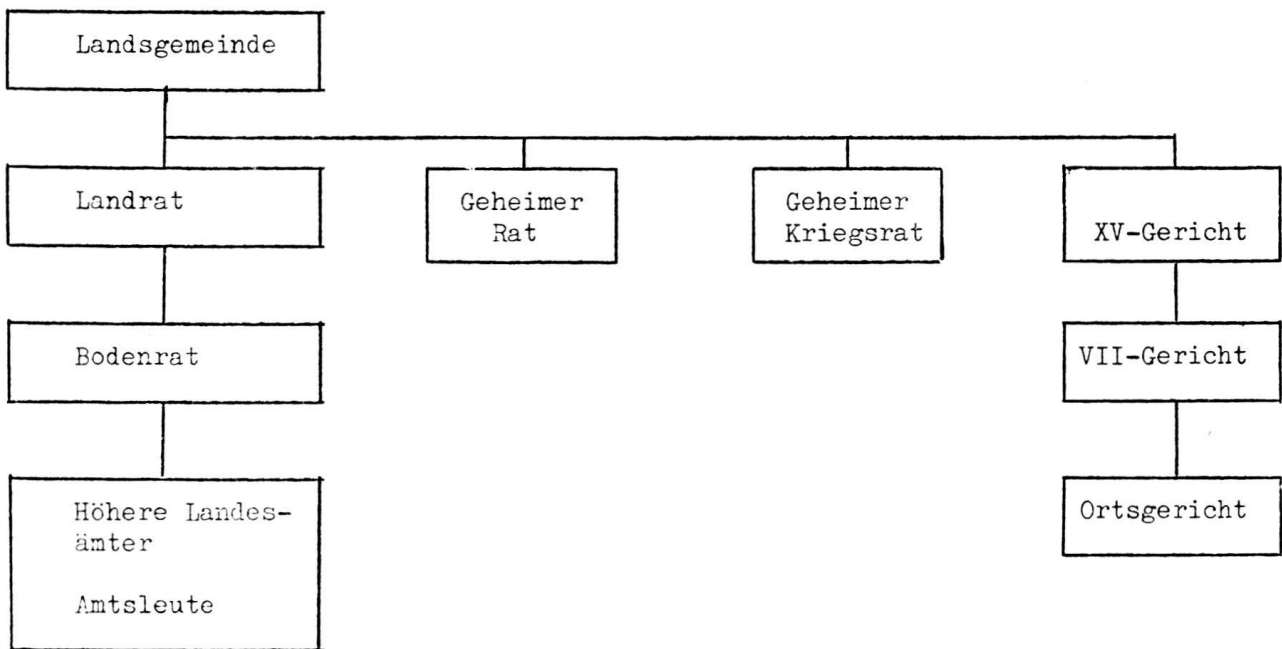 Landsgemeinde
Landrat
Geheimer
Rat
Geheimer
Kriegsrat
XV-Gericht
Bodenrat
VII-Gericht
Höhere Landes-
ämter
Amtsleute
Ortsgericht